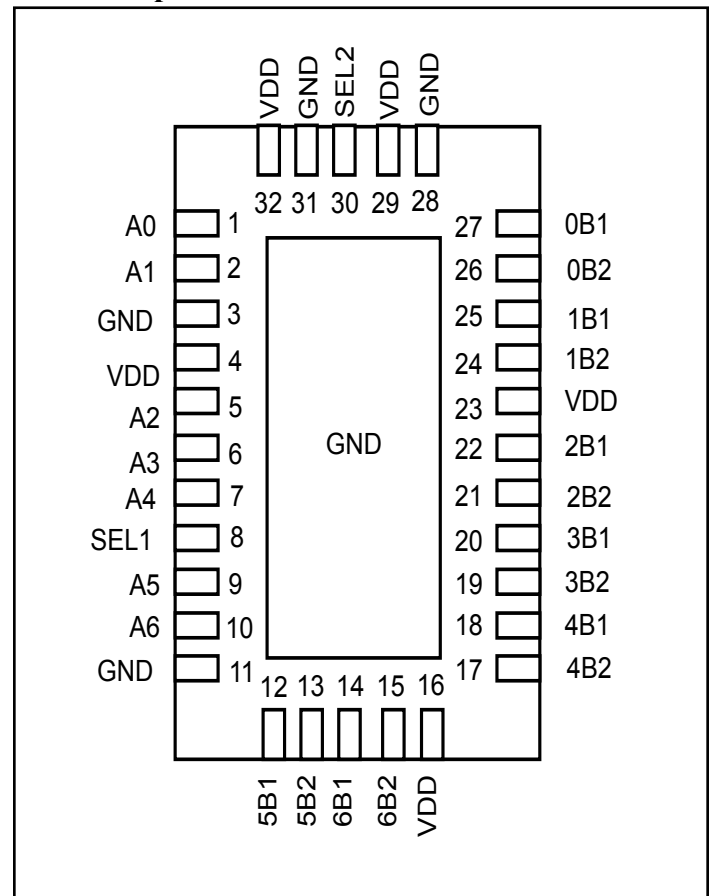 VDD GND SEL2 VDD GND
32 31 30 29 28
A0 1 27 0B1
A1 2 26 0B2
GND 3 25 1B1
VDD 4 24 1B2
A2 5 23 VDD
A3 6 GND 22 2B1
A4 7 21 2B2
SEL1 8 20 3B1
A5 9 19 3B2
A6 10 18 4B1
GND 11 17 4B2
12 13 14 15 16
5B1 5B2 6B1 6B2 VDD